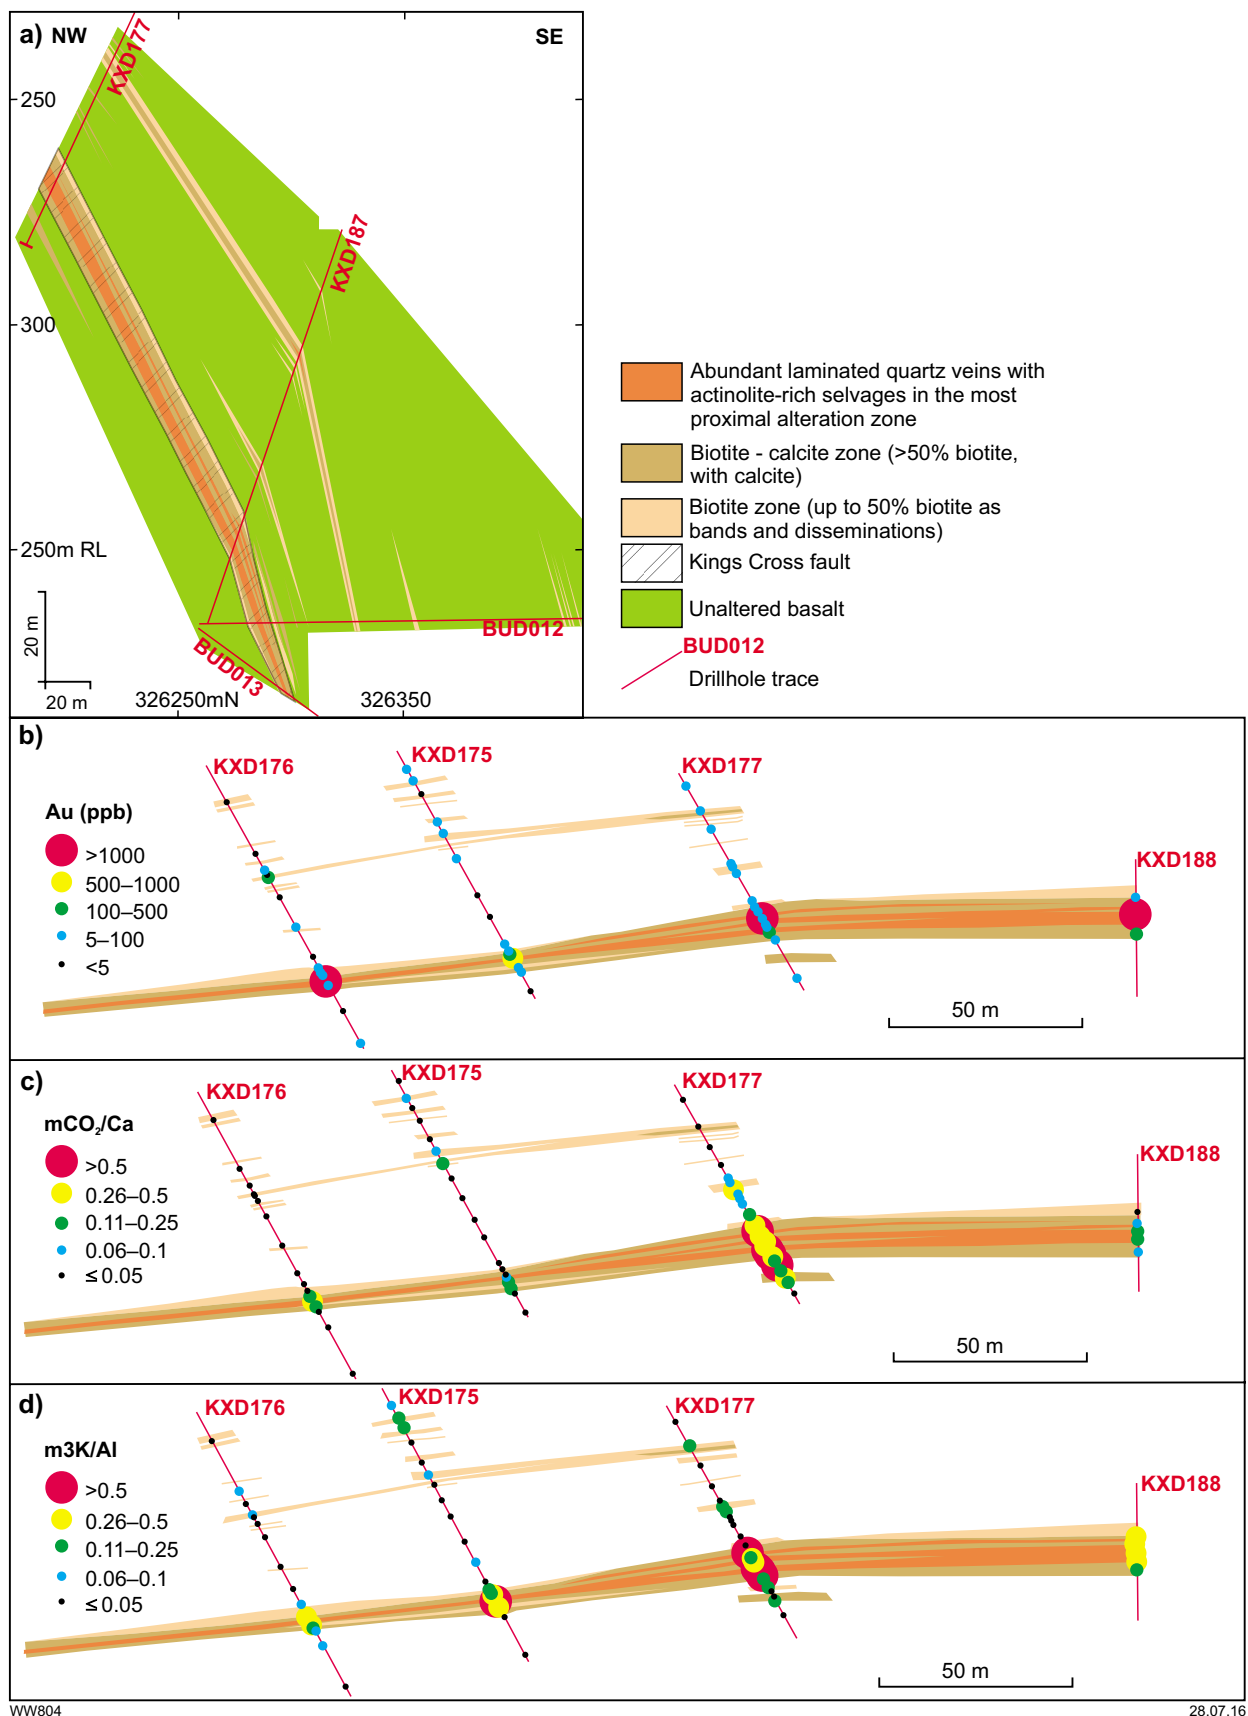 a) NW
SE
KXD177
250
KXD187
300
250m RL
20 m
20 m
BUD013
BUD012
326250mN
326350
Abundant laminated quartz veins with
actinolite-rich selvages in the most
proximal alteration zone
Biotite - calcite zone (>50% biotite,
with calcite)
Biotite zone (up to 50% biotite as
bands and disseminations)
Kings Cross fault
Unaltered basalt
BUD012
Drillhole trace
b)
KXD176
KXD175
KXD177
KXD188
Au (ppb)
>1000
500–1000
100–500
5–100
<5
50 m
c)
KXD176
KXD175
KXD177
KXD188
mCO₂/Ca
>0.5
0.26–0.5
0.11–0.25
0.06–0.1
≤ 0.05
50 m
d)
KXD176
KXD175
KXD177
KXD188
m3K/Al
>0.5
0.26–0.5
0.11–0.25
0.06–0.1
≤ 0.05
50 m
WW804
28.07.16